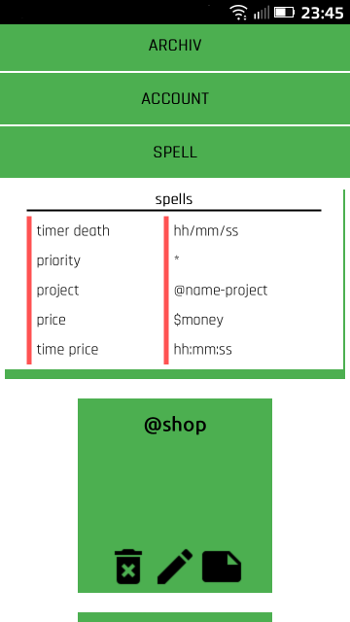 23:45
ARCHIV
ACCOUNT
SPELL
spells
timer death hh/mm/ss
priority *
project @name-project
price $money
time price hh:mm:ss
@shop